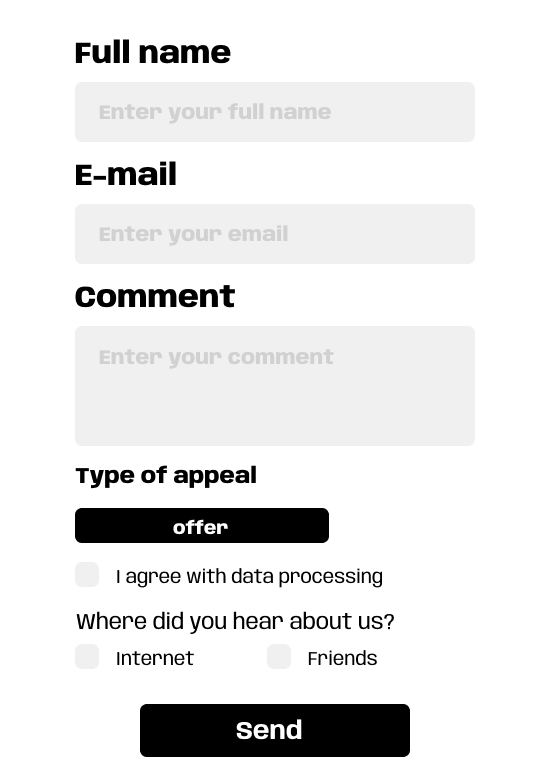 Full name
Enter your full name
E-mail
Enter your email
Comment
Enter your comment
Type of appeal
offer
I agree with data processing
Where did you hear about us?
Internet Friends
Send